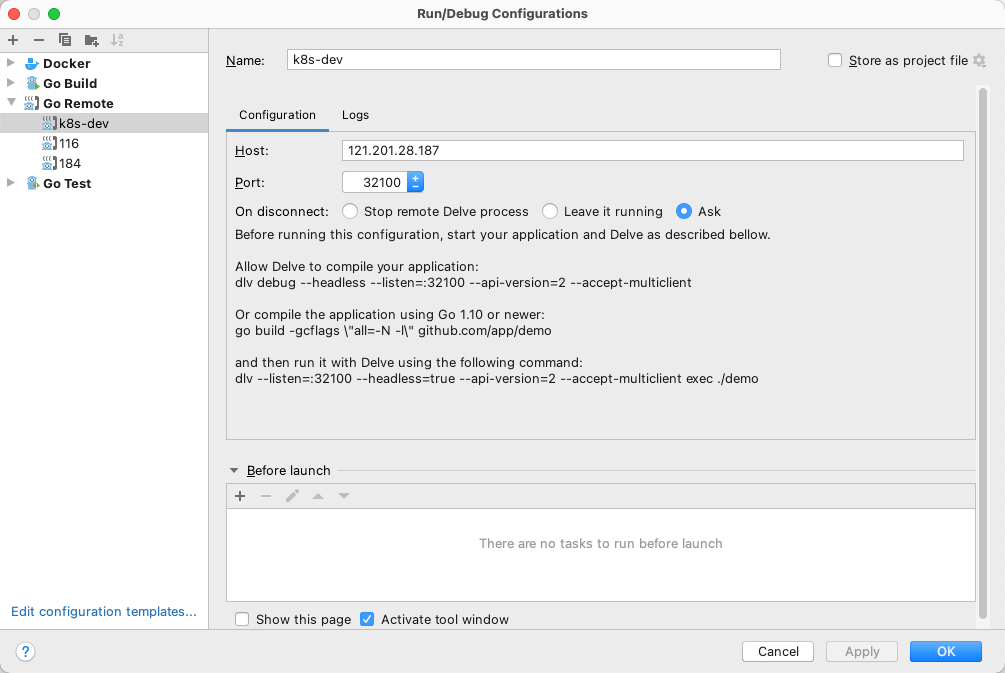 Run/Debug Configurations
Docker
Go Build
Go Remote
k8s-dev
116
184
Go Test
Edit configuration templates...
Name: k8s-dev
Store as project file
Configuration Logs
Host: 121.201.28.187
Port: 32100
On disconnect: Stop remote Delve process Leave it running Ask
Before running this configuration, start your application and Delve as described bellow.
Allow Delve to compile your application:
dlv debug --headless --listen=:32100 --api-version=2 --accept-multiclient
Or compile the application using Go 1.10 or newer:
go build -gcflags \"all=-N -l\" github.com/app/demo
and then run it with Delve using the following command:
dlv --listen=:32100 --headless=true --api-version=2 --accept-multiclient exec ./demo
Before launch
There are no tasks to run before launch
Show this page Activate tool window
? Cancel Apply OK